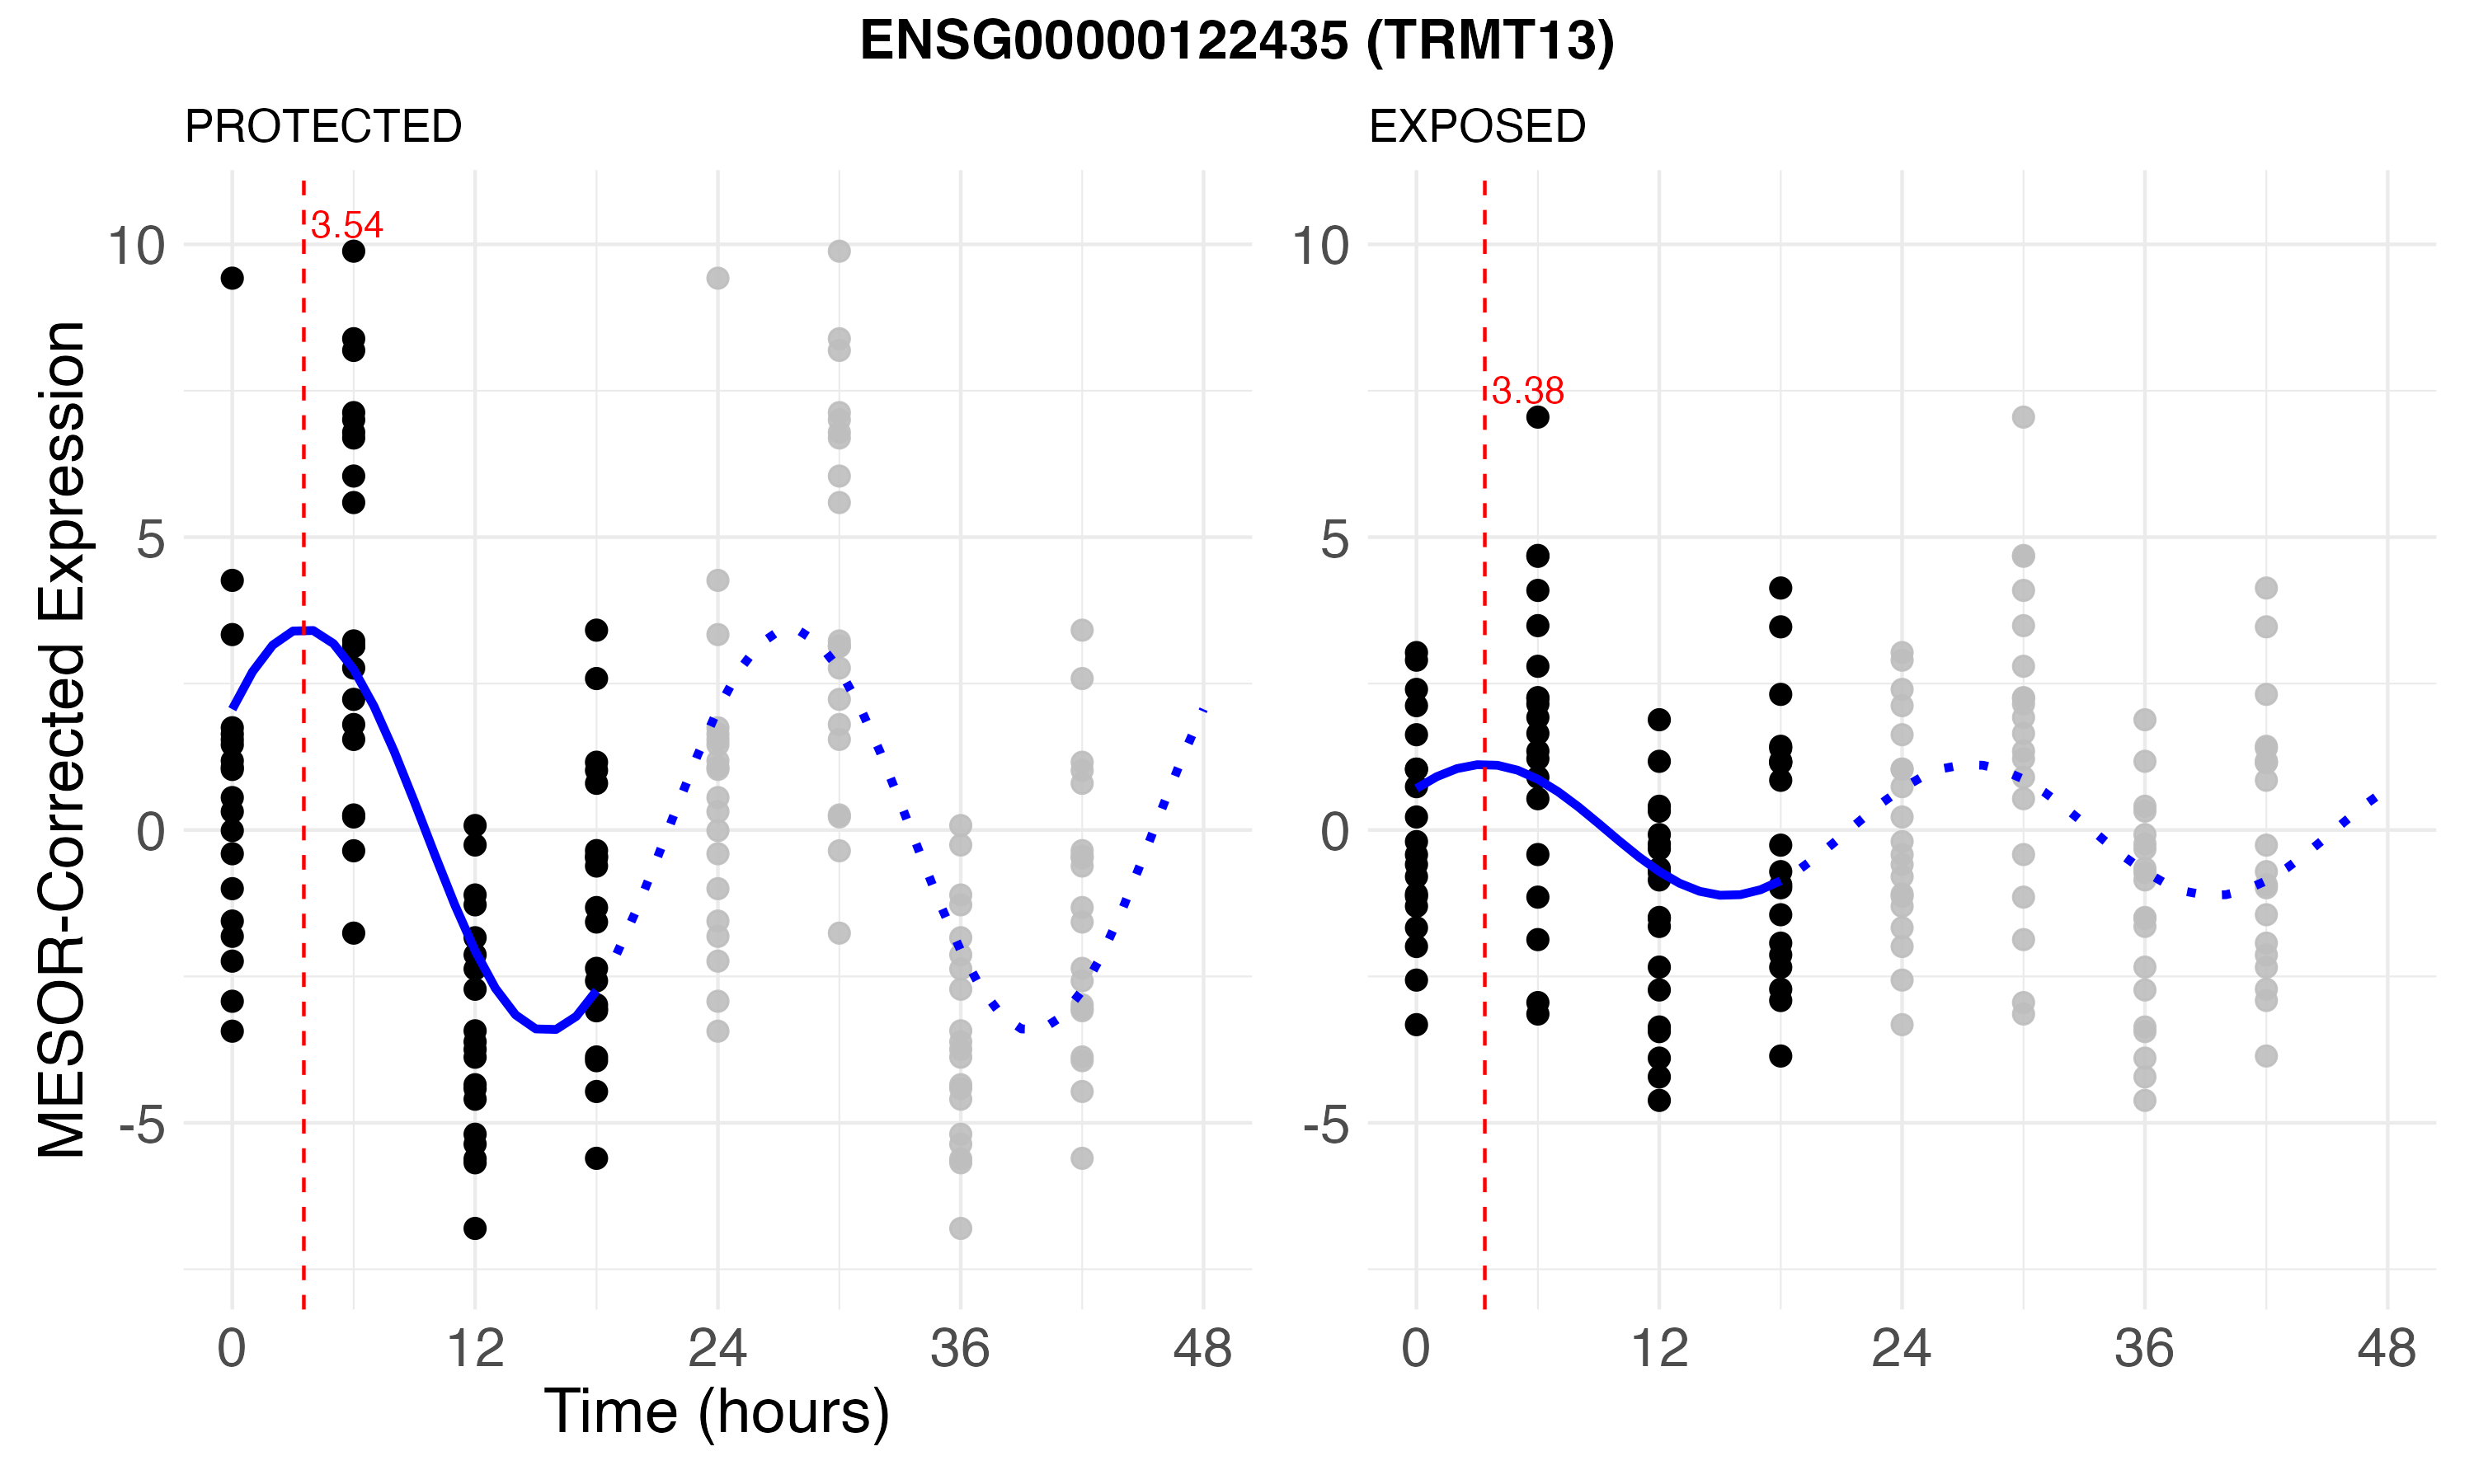 ENSG00000122435 (TRMT13)
PROTECTED
EXPOSED
MESOR-Corrected Expression
10
5
0
-5
3.54
0 12 24 36 48
10
5
0
-5
3.38
0 12 24 36 48
Time (hours)